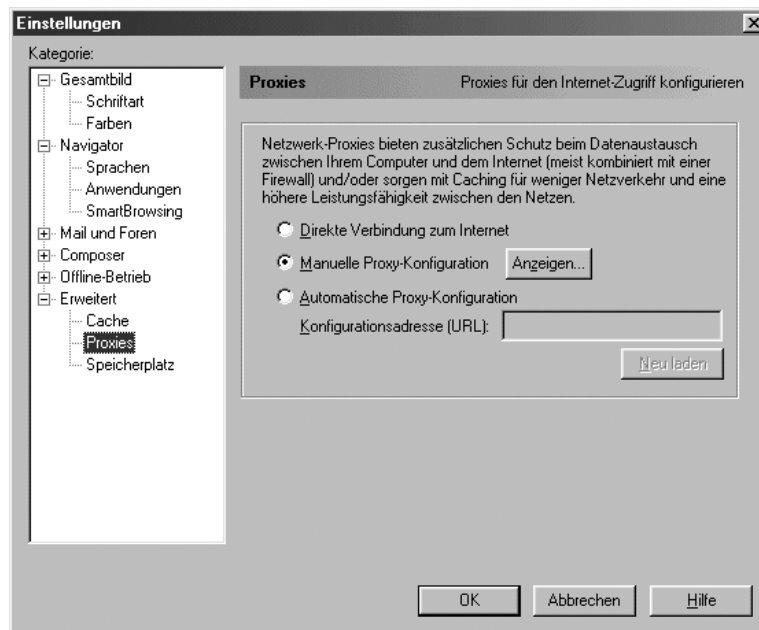 Einstellungen
Kategorie:
Gesamtbild
Schriftart
Farben
Navigator
Sprachen
Anwendungen
SmartBrowsing
Mail und Foren
Composer
Offline-Betrieb
Erweitert
Cache
Proxies
Speicherplatz
Proxies Proxies für den Internet-Zugriff konfigurieren
Netzwerk-Proxies bieten zusätzlichen Schutz beim Datenaustausch
zwischen Ihrem Computer und dem Internet (meist kombiniert mit einer
Firewall) und/oder sorgen mit Caching für weniger Netzverkehr und eine
höhere Leistungsfähigkeit zwischen den Netzen.
Direkte Verbindung zum Internet
Manuelle Proxy-Konfiguration Anzeigen...
Automatische Proxy-Konfiguration
Konfigurationsadresse (URL):
Neu laden
OK Abbrechen Hilfe